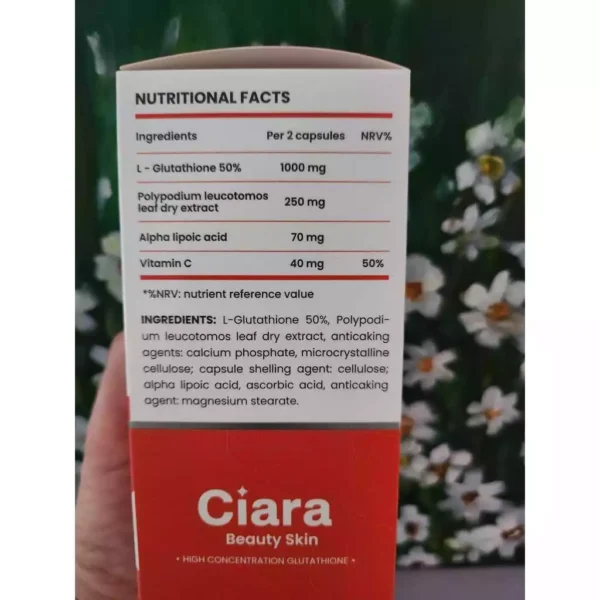 NUTRITIONAL FACTS
Ingredients Per 2 capsules NRV%
L - Glutathione 50% 1000 mg
Polypodium leucotomos
leaf dry extract 250 mg
Alpha lipoic acid 70 mg
Vitamin C 40 mg 50%
*%NRV: nutrient reference value
INGREDIENTS: L-Glutathione 50%, Polypodi-
um leucotomos leaf dry extract, anticaking
agents: calcium phosphate, microcrystalline
cellulose; capsule shelling agent: cellulose;
alpha lipoic acid, ascorbic acid, anticaking
agent: magnesium stearate.
Ciara
Beauty Skin
• HIGH CONCENTRATION GLUTATHIONE •